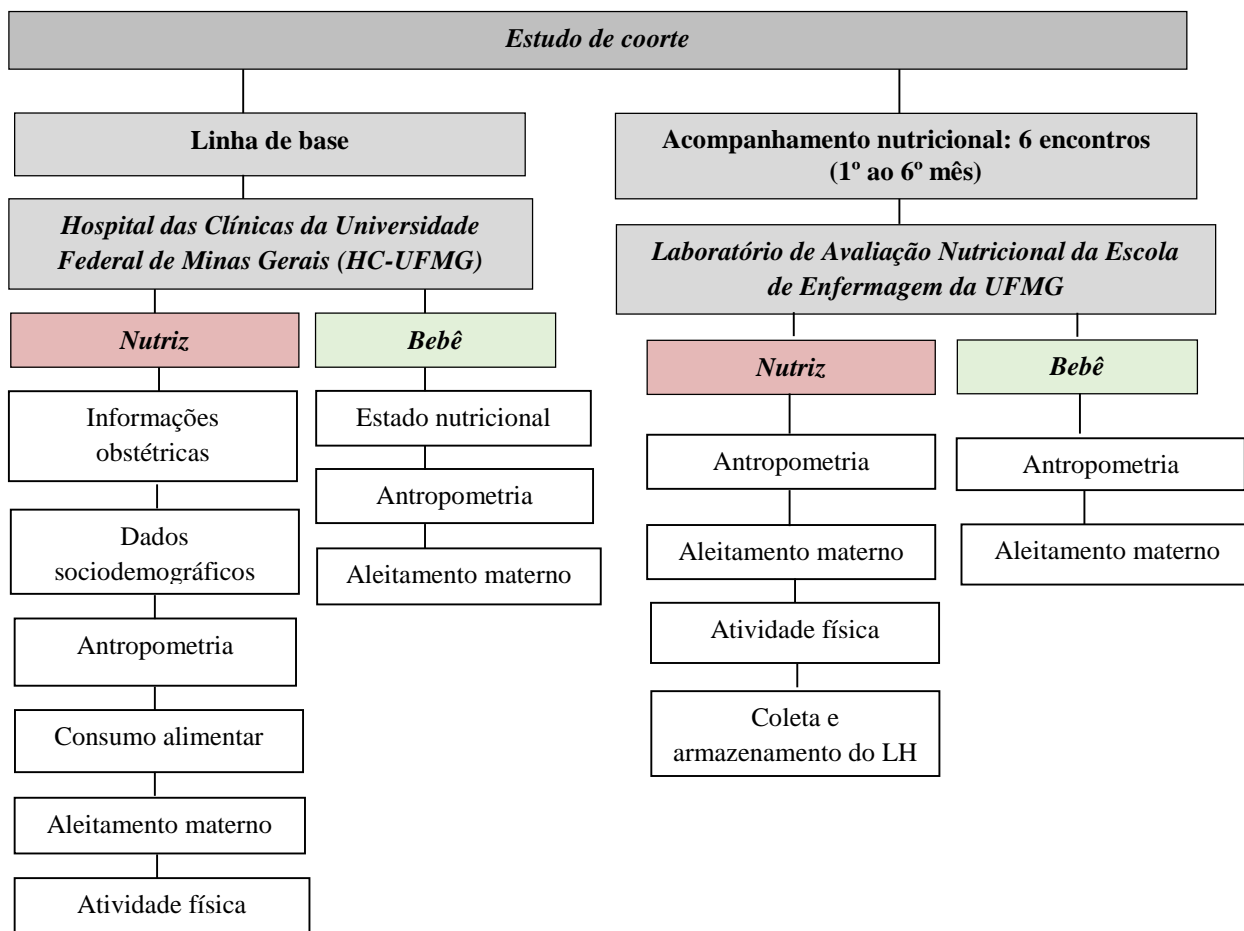 Estudo de coorte
Linha de base
Hospital das Clínicas da Universidade
Federal de Minas Gerais (HC-UFMG)
Nutriz
Informações
obstétricas
Dados
sociodemográficos
Antropometria
Consumo alimentar
Aleitamento materno
Atividade física
Bebê
Estado nutricional
Antropometria
Aleitamento materno
Acompanhamento nutricional: 6 encontros
(1º ao 6º mês)
Laboratório de Avaliação Nutricional da Escola
de Enfermagem da UFMG
Nutriz
Antropometria
Aleitamento materno
Atividade física
Coleta e
armazenamento do LH
Bebê
Antropometria
Aleitamento materno